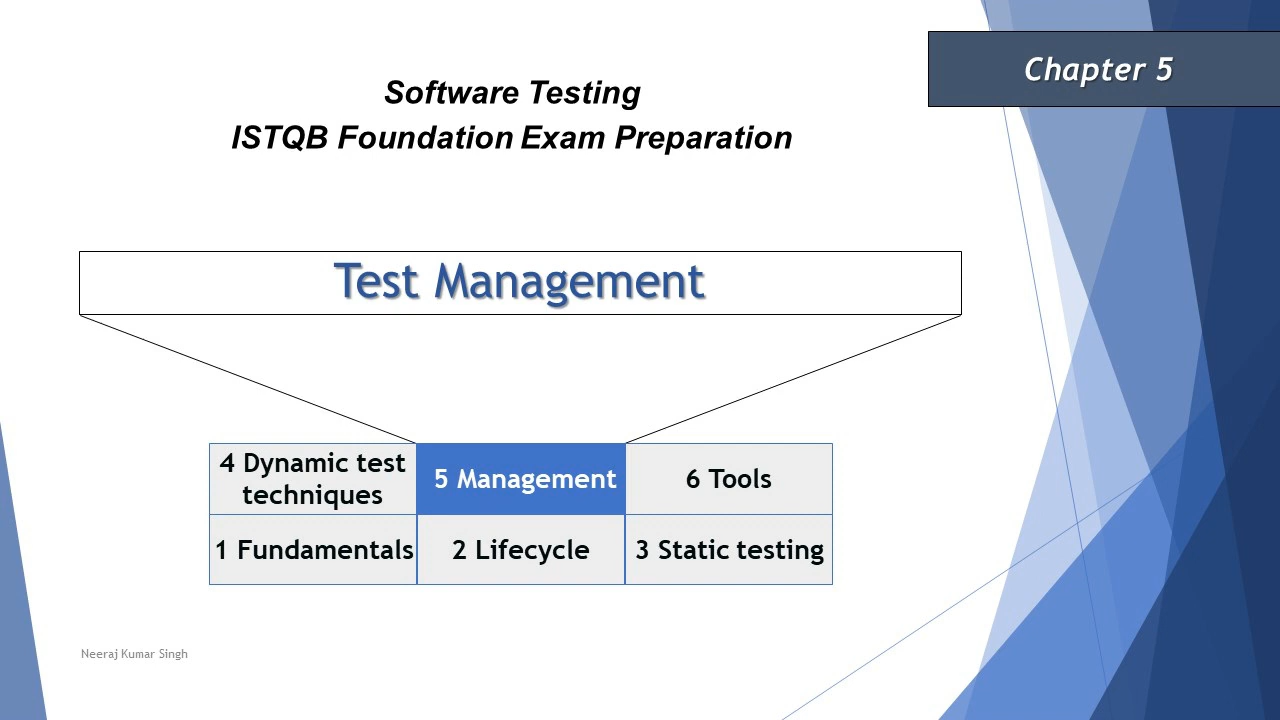 Chapter 5
Software Testing
ISTQB Foundation Exam Preparation
Test Management
4 Dynamic test
techniques
5 Management
6 Tools
1 Fundamentals
2 Lifecycle
3 Static testing
Neeraj Kumar Singh